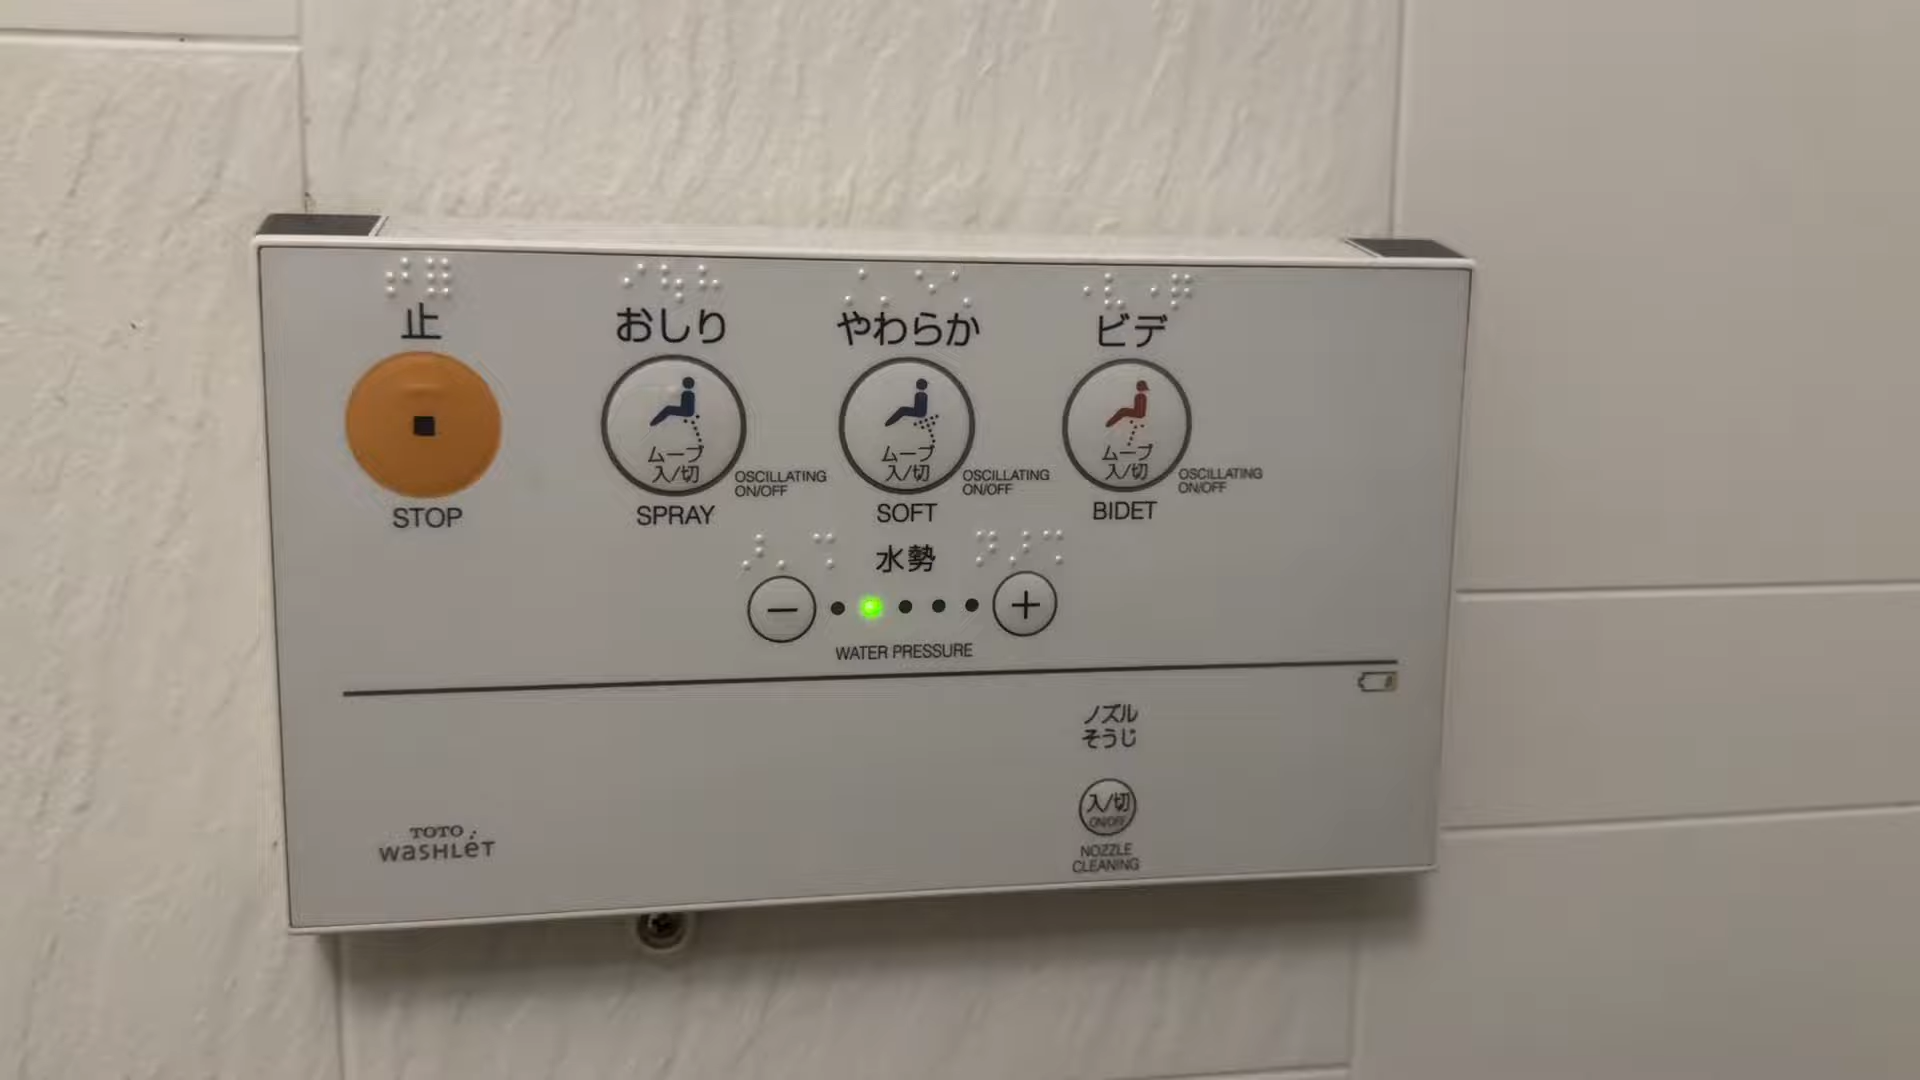 止
おしり
やわらか
ビデ
ムーブ
入/切
OSCILLATING
ON/OFF
ムーブ
入/切
OSCILLATING
ON/OFF
ムーブ
入/切
OSCILLATING
ON/OFF
STOP
SPRAY
SOFT
BIDET
水勢
−
+
WATER PRESSURE
ノズル
そうじ
入/切
ON/OFF
NOZZLE
CLEANING
TOTO
WASHLET